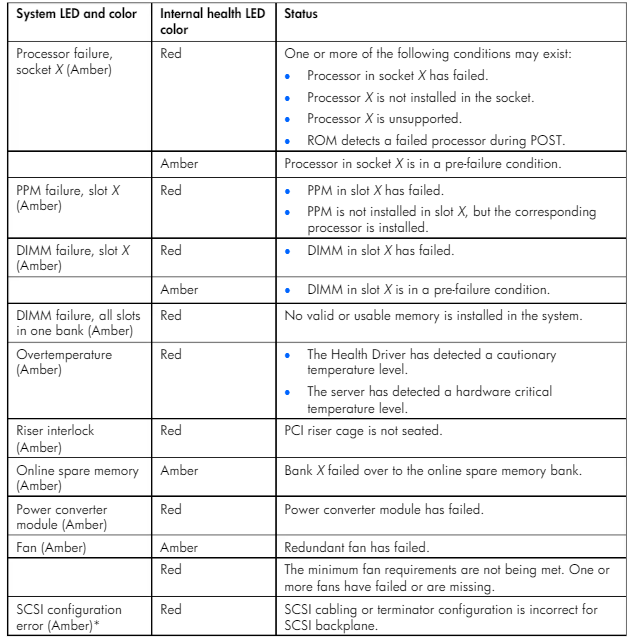 System LED and color
Internal health LED
color
Status
Processor failure,
socket X (Amber)
Red
One or more of the following conditions may exist:
• Processor in socket X has failed.
• Processor X is not installed in the socket.
• Processor X is unsupported.
• ROM detects a failed processor during POST.
Amber
Processor in socket X is in a pre-failure condition.
PPM failure, slot X
(Amber)
Red
• PPM in slot X has failed.
• PPM is not installed in slot X, but the corresponding
processor is installed.
DIMM failure, slot X
(Amber)
Red
• DIMM in slot X has failed.
Amber
• DIMM in slot X is in a pre-failure condition.
DIMM failure, all slots
in one bank (Amber)
Red
No valid or usable memory is installed in the system.
Overtemperature
(Amber)
Red
• The Health Driver has detected a cautionary
temperature level.
• The server has detected a hardware critical
temperature level.
Riser interlock
(Amber)
Red
PCI riser cage is not seated.
Online spare memory
(Amber)
Amber
Bank X failed over to the online spare memory bank.
Power converter
module (Amber)
Red
Power converter module has failed.
Fan (Amber)
Amber
Redundant fan has failed.
Red
The minimum fan requirements are not being met. One or
more fans have failed or are missing.
SCSI configuration
error (Amber)*
Red
SCSI cabling or terminator configuration is incorrect for
SCSI backplane.